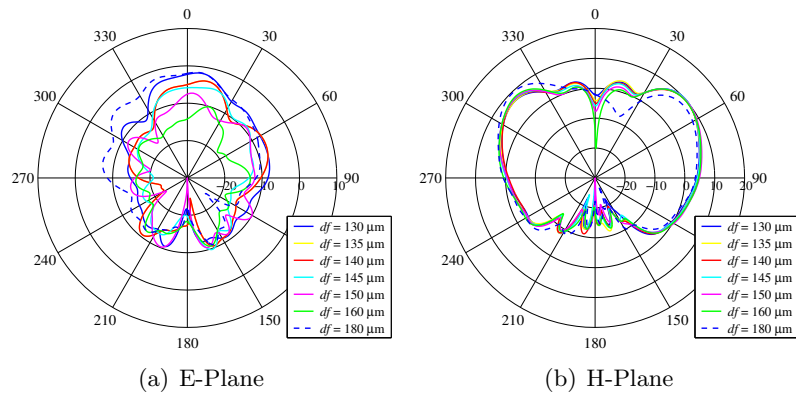 0
30
60
90
120
150
180
210
240
270
300
330
−20
−10
0
10
df = 130 μm
df = 135 μm
df = 140 μm
df = 145 μm
df = 150 μm
df = 160 μm
df = 180 μm
(a) E-Plane
0
30
60
90
150
180
210
240
270
300
330
−20
−10
0
10
20
df = 130 μm
df = 135 μm
df = 140 μm
df = 145 μm
df = 150 μm
df = 160 μm
df = 180 μm
(b) H-Plane